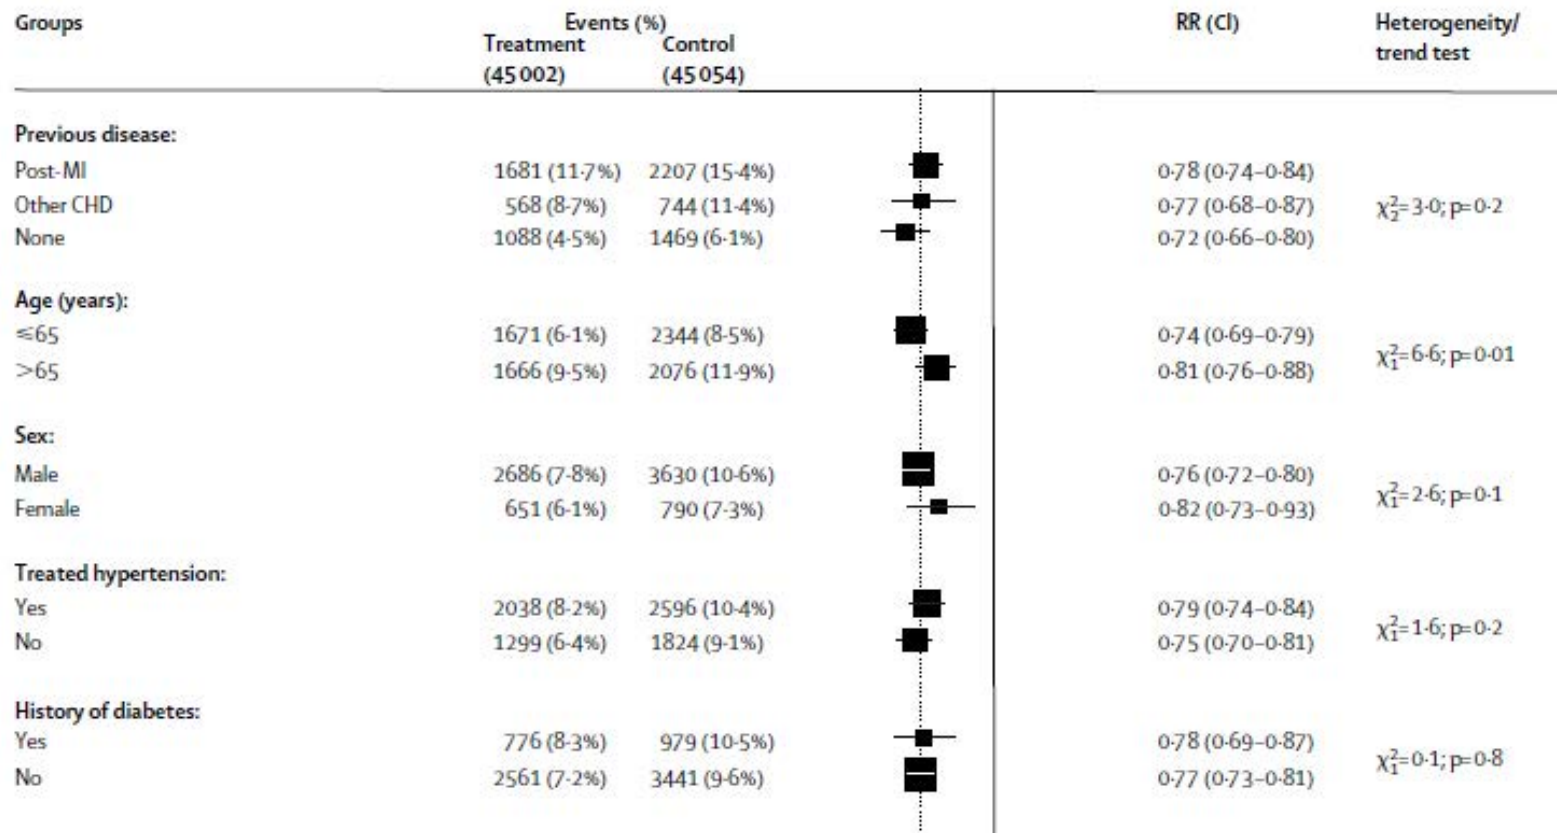 Groups Events (%) RR (CI) Heterogeneity/
Treatment Control trend test
(45 002) (45 054)
Previous disease:
Post-MI 1681 (11·7%) 2207 (15·4%) 0·78 (0·74–0·84)
Other CHD 568 (8·7%) 744 (11·4%) 0·77 (0·68–0·87) χ²₂=3·0; p=0·2
None 1088 (4·5%) 1469 (6·1%) 0·72 (0·66–0·80)
Age (years):
≤65 1671 (6·1%) 2344 (8·5%) 0·74 (0·69–0·79)
χ²₁=6·6; p=0·01
>65 1666 (9·5%) 2076 (11·9%) 0·81 (0·76–0·88)
Sex:
Male 2686 (7·8%) 3630 (10·6%) 0·76 (0·72–0·80)
χ²₁=2·6; p=0·1
Female 651 (6·1%) 790 (7·3%) 0·82 (0·73–0·93)
Treated hypertension:
Yes 2038 (8·2%) 2596 (10·4%) 0·79 (0·74–0·84)
χ²₁=1·6; p=0·2
No 1299 (6·4%) 1824 (9·1%) 0·75 (0·70–0·81)
History of diabetes:
Yes 776 (8·3%) 979 (10·5%) 0·78 (0·69–0·87)
χ²₁=0·1; p=0·8
No 2561 (7·2%) 3441 (9·6%) 0·77 (0·73–0·81)